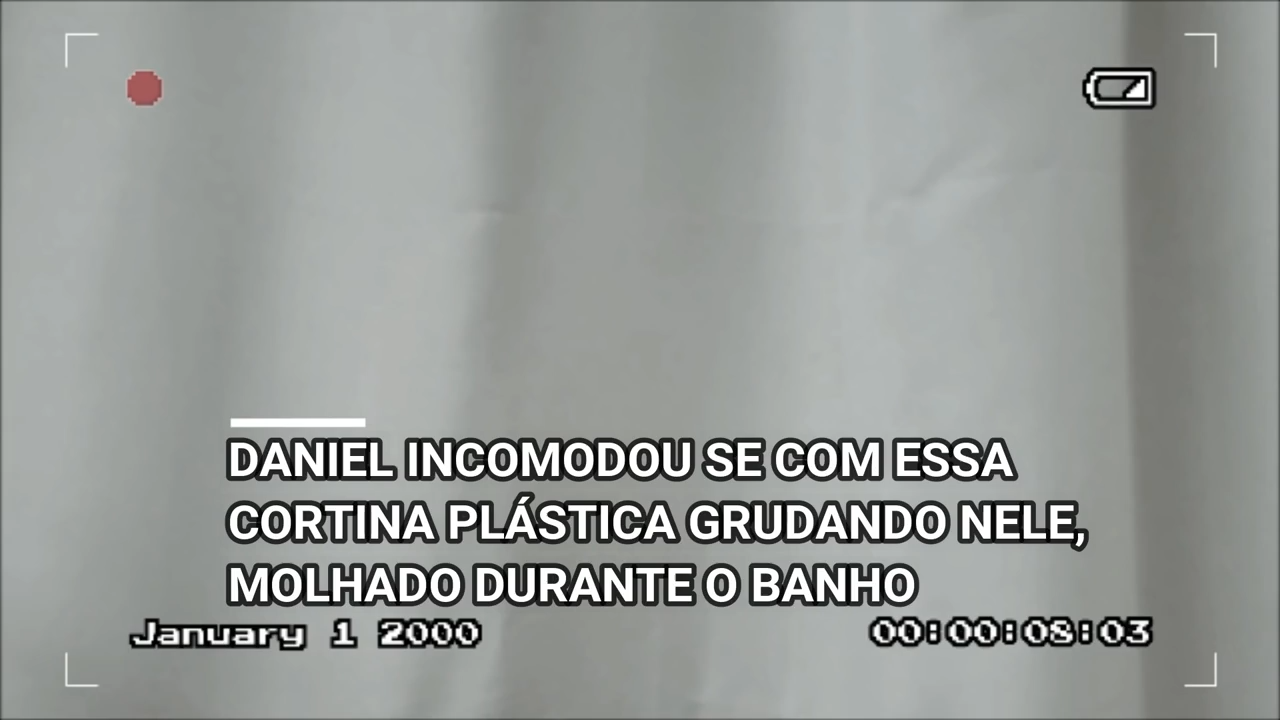 DANIEL INCOMODOU SE COM ESSA
CORTINA PLÁSTICA GRUDANDO NELE,
MOLHADO DURANTE O BANHO
January 1 2000
00:00:08:03